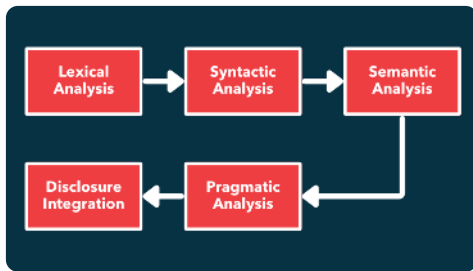 Lexical
Analysis
Syntactic
Analysis
Semantic
Analysis
Disclosure
Integration
Pragmatic
Analysis